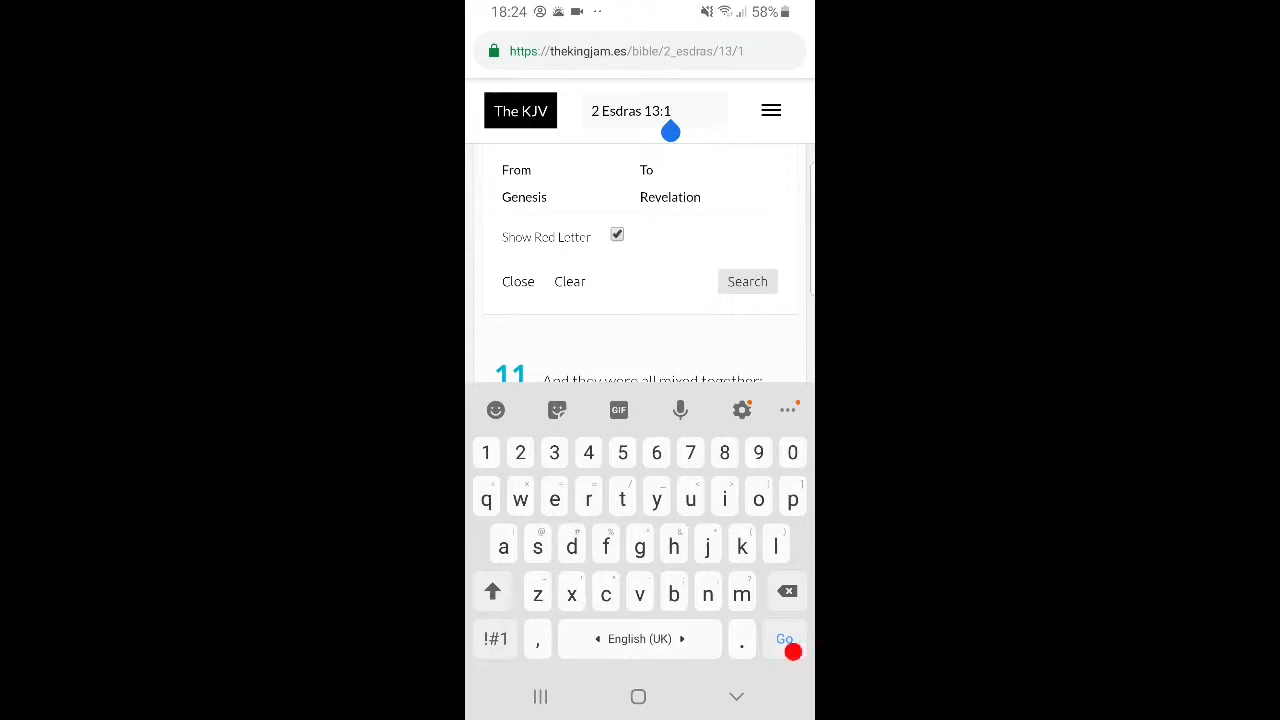 18:24 58%
https://thekingjam.es/bible/2_esdras/13/1
The KJV 2 Esdras 13:1
From To
Genesis Revelation
Show Red Letter
Close Clear Search
11 And they were all mixed together;
GIF
1 2 3 4 5 6 7 8 9 0
q w e r t y u i o p
a s d f g h j k l
z x c v b n m
!#1 , English (UK) . Go